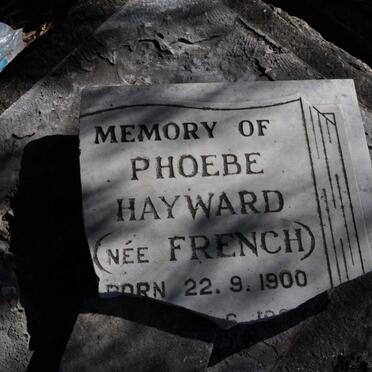 MEMORY OF
PHOEBE
HAYWARD
(NÉE FRENCH)
BORN 22.9.1900